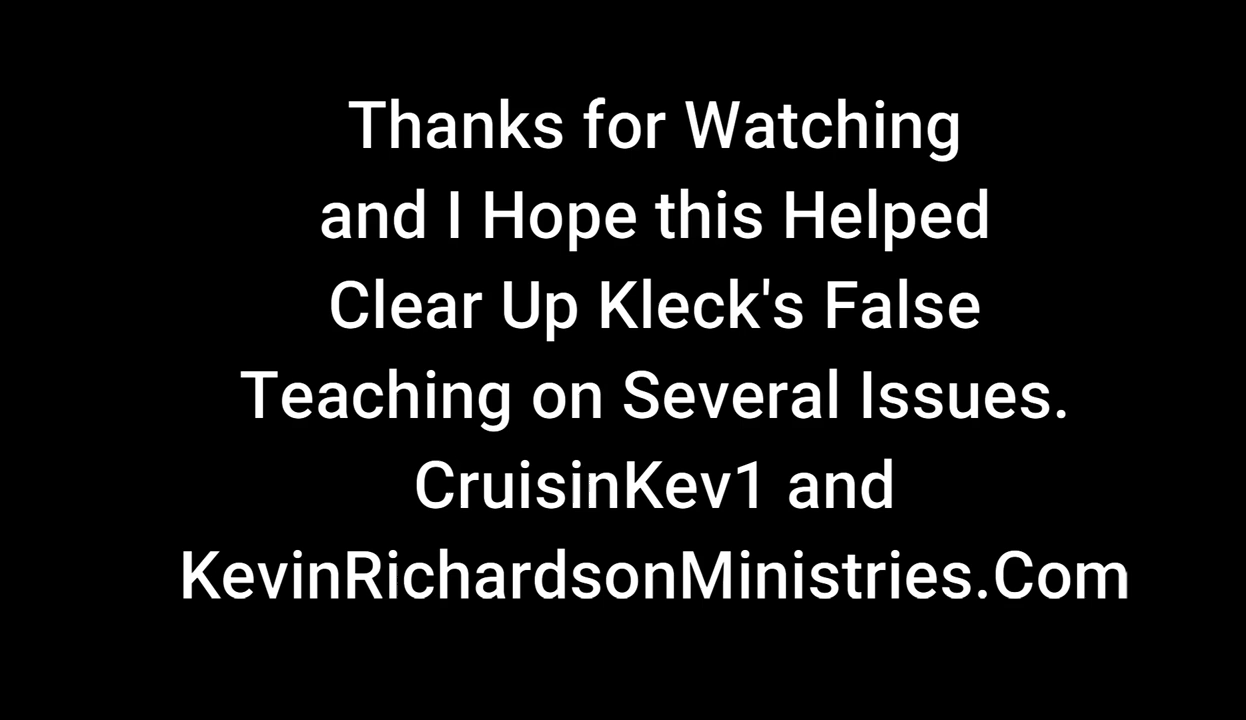 Thanks for Watching
and I Hope this Helped
Clear Up Kleck's False
Teaching on Several Issues.
CruisinKev1 and
KevinRichardsonMinistries.Com